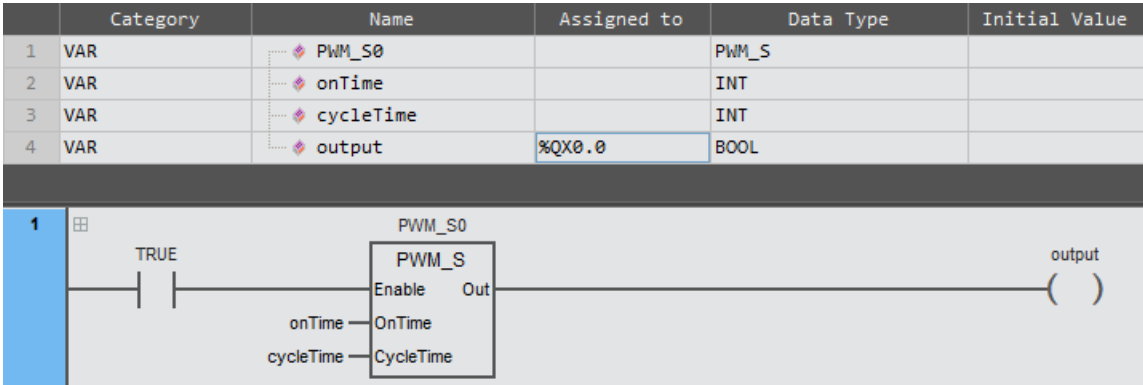 Category Name Assigned to Data Type Initial Value
1 VAR PWM_S0 PWM_S
2 VAR onTime INT
3 VAR cycleTime INT
4 VAR output %QX0.0 BOOL
1 PWM_S0
TRUE PWM_S output
Enable Out
onTime OnTime
cycleTime CycleTime